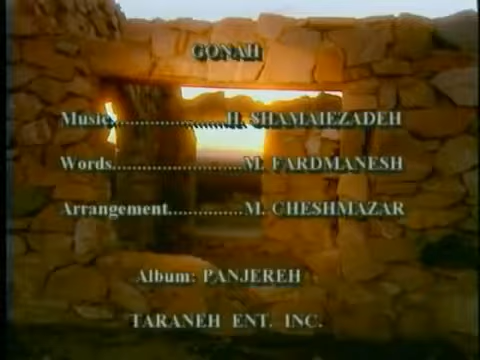 GONAH
Music........................H. SHAMAIEZADEH
Words......................M. FARDMANESH
Arrangement...............M. CHESHMAZAR
Album: PANJEREH
TARANEH ENT. INC.